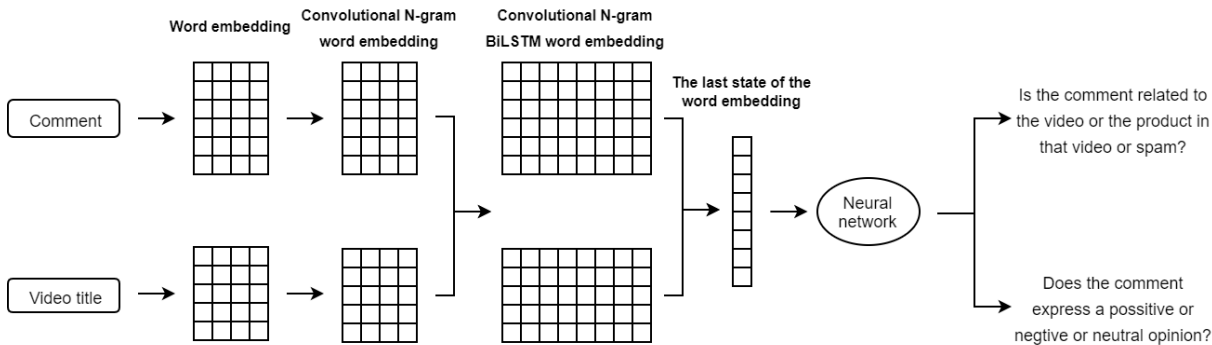 Word embedding
Convolutional N-gram
word embedding
Convolutional N-gram
BiLSTM word embedding
The last state of the
word embedding
Comment
Video title
Neural
network
Is the comment related to
the video or the product in
that video or spam?
Does the comment
express a possitive or
negtive or neutral opinion?